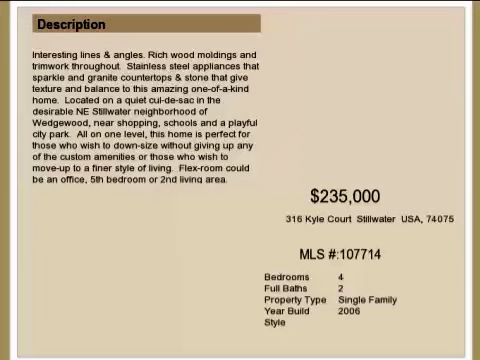 Description
Interesting lines & angles. Rich wood moldings and
trimwork throughout. Stainless steel appliances that
sparkle and granite countertops & stone that give
texture and balance to this amazing one-of-a-kind
home. Located on a quiet cul-de-sac in the
desirable NE Stillwater neighborhood of
Wedgewood, near shopping, schools and a playful
city park. All on one level, this home is perfect for
those who wish to down-size without giving up any
of the custom amenities or those who wish to
move-up to a finer style of living. Flex-room could
be an office, 5th bedroom or 2nd living area.
$235,000
316 Kyle Court Stillwater USA, 74075
MLS #:107714
Bedrooms 4
Full Baths 2
Property Type Single Family
Year Build 2006
Style